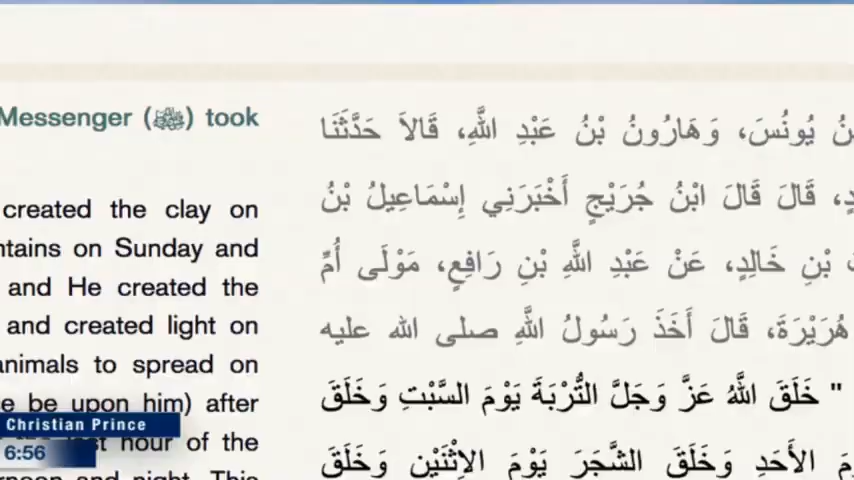 Messenger (ﷺ) took
created the clay on
ntains on Sunday and
and He created the
and created light on
animals to spread on
e be upon him) after
hour of the
and night. This
يُونُسَ، وَهَارُونُ بْنُ عَبْدِ اللَّهِ، قَالاَ حَدَّثَنَا
قَالَ قَالَ ابْنُ جُرَيْجٍ أَخْبَرَنِي إِسْمَاعِيلُ بْنُ
بْنِ خَالِدٍ، عَنْ عَبْدِ اللَّهِ بْنِ رَافِعٍ، مَوْلَى أُمِّ
هُرَيْرَةَ، قَالَ أَخَذَ رَسُولُ اللَّهِ صلى الله عليه
" خَلَقَ اللَّهُ عَزَّ وَجَلَّ التُّرْبَةَ يَوْمَ السَّبْتِ وَخَلَقَ
الأَحَدِ وَخَلَقَ الشَّجَرَ يَوْمَ الاِثْنَيْنِ وَخَلَقَ
Christian Prince
6:56